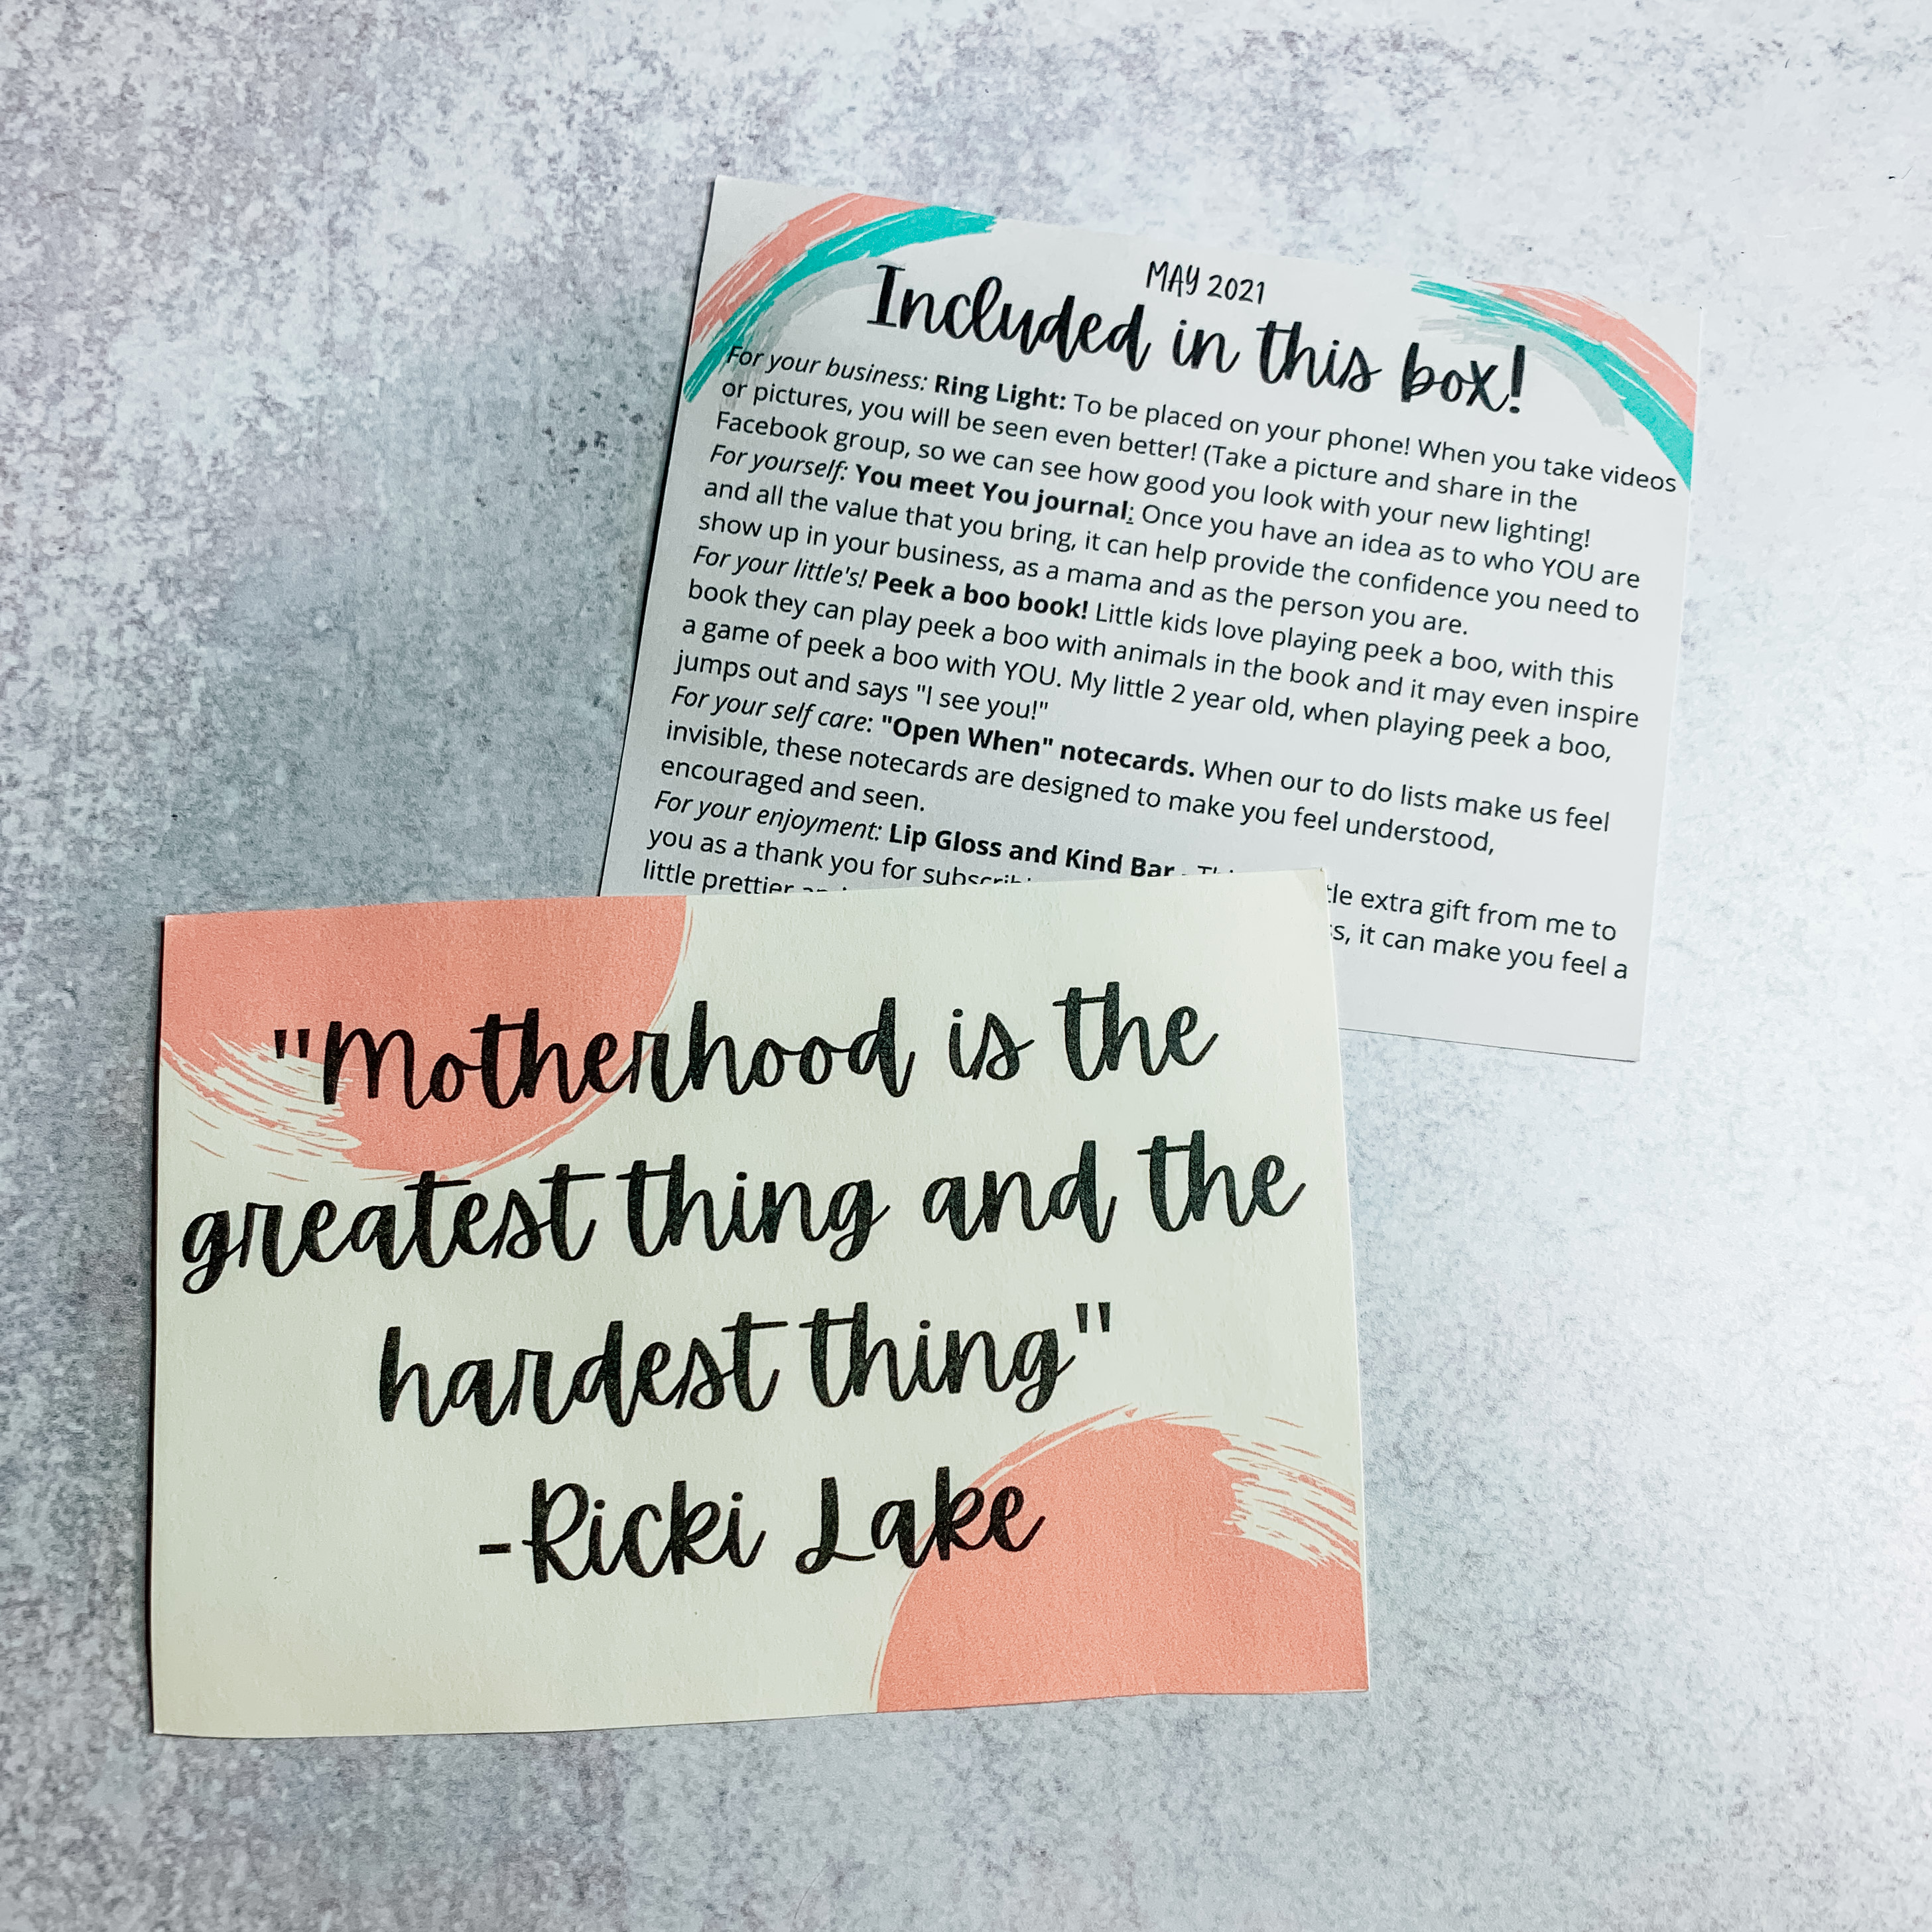 MAY 2021
Included in this box!
For your business: Ring Light: To be placed on your phone! When you take videos
or pictures, you will be seen even better! (Take a picture and share in the
Facebook group, so we can see how good you look with your new lighting!
For yourself: You meet You journal: Once you have an idea as to who YOU are
and all the value that you bring, it can help provide the confidence you need to
show up in your business, as a mama and as the person you are.
For your little's! Peek a boo book! Little kids love playing peek a boo, with this
book they can play peek a boo with animals in the book and it may even inspire
a game of peek a boo with YOU. My little 2 year old, when playing peek a boo,
jumps out and says "I see you!"
For your self care: "Open When" notecards. When our to do lists make us feel
invisible, these notecards are designed to make you feel understood,
encouraged and seen.
For your enjoyment: Lip Gloss and Kind Bar - extra gift from me to
you as a thank you for it can make you feel a
little prettier
"Motherhood is the
greatest thing and the
hardest thing"
-Ricki Lake